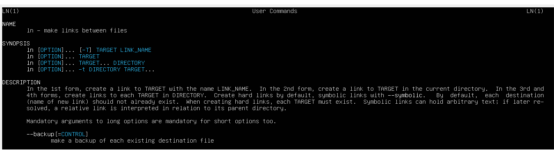 LN(1) User Commands LN(1)
NAME
ln - make links between files
SYNOPSIS
ln [OPTION]... [-T] TARGET LINK_NAME
ln [OPTION]... TARGET
ln [OPTION]... TARGET... DIRECTORY
ln [OPTION]... -t DIRECTORY TARGET...
DESCRIPTION
In the 1st form, create a link to TARGET with the name LINK_NAME. In the 2nd form, create a link to TARGET in the current directory. In the 3rd and
4th forms, create links to each TARGET in DIRECTORY. Create hard links by default, symbolic links with --symbolic. By default, each destination
(name of new link) should not already exist. When creating hard links, each TARGET must exist. Symbolic links can hold arbitrary text; if later re-
solved, a relative link is interpreted in relation to its parent directory.
Mandatory arguments to long options are mandatory for short options too.
--backup[=CONTROL]
make a backup of each existing destination file